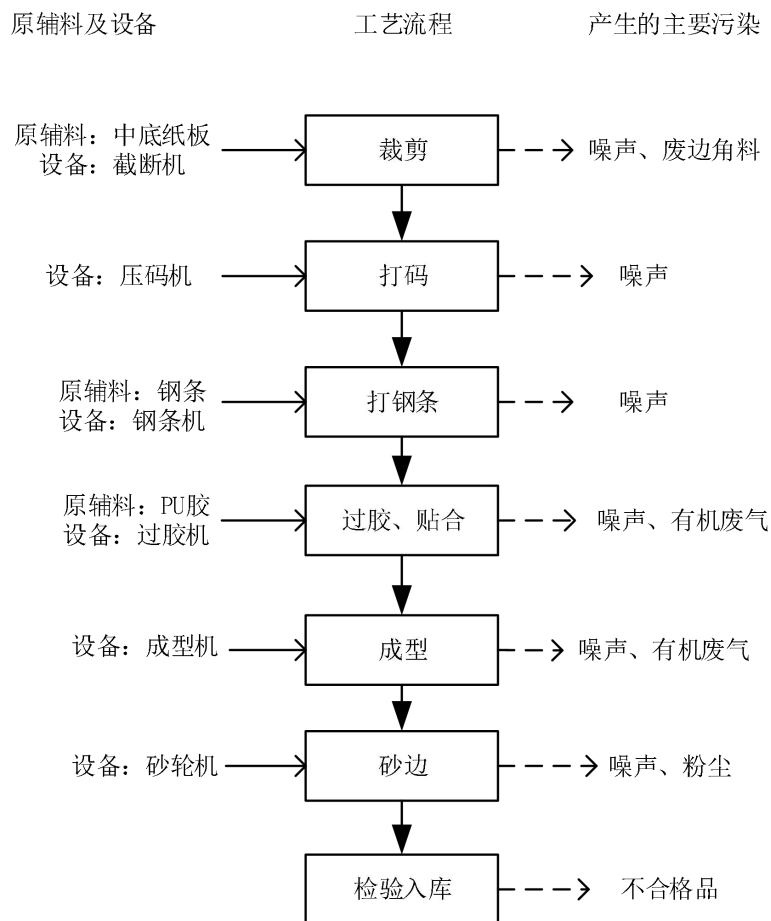 原辅料及设备
工艺流程
产生的主要污染
原辅料：中底纸板
设备：截断机
裁剪
噪声、废边角料
设备：压码机
打码
噪声
原辅料：钢条
设备：钢条机
打钢条
噪声
原辅料：PU胶
设备：过胶机
过胶、贴合
噪声、有机废气
设备：成型机
成型
噪声、有机废气
设备：砂轮机
砂边
噪声、粉尘
检验入库
不合格品